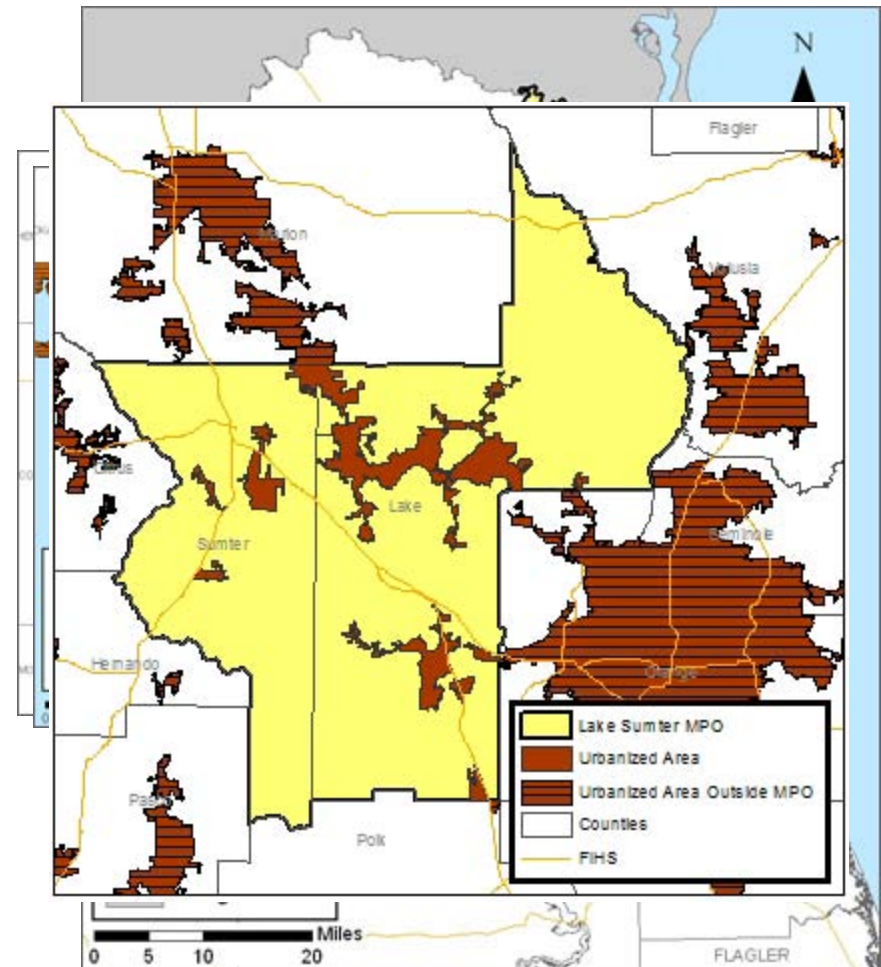 N
Flagler
Marion
Volusia
Citrus
Lake
Sumter
Seminole
Hernando
Orange
Lake Sumter MPO
Urbanized Area
Urbanized Area Outside MPO
Counties
FIHS
Pasco
Polk
Miles
0 5 10 20
FLAGLER